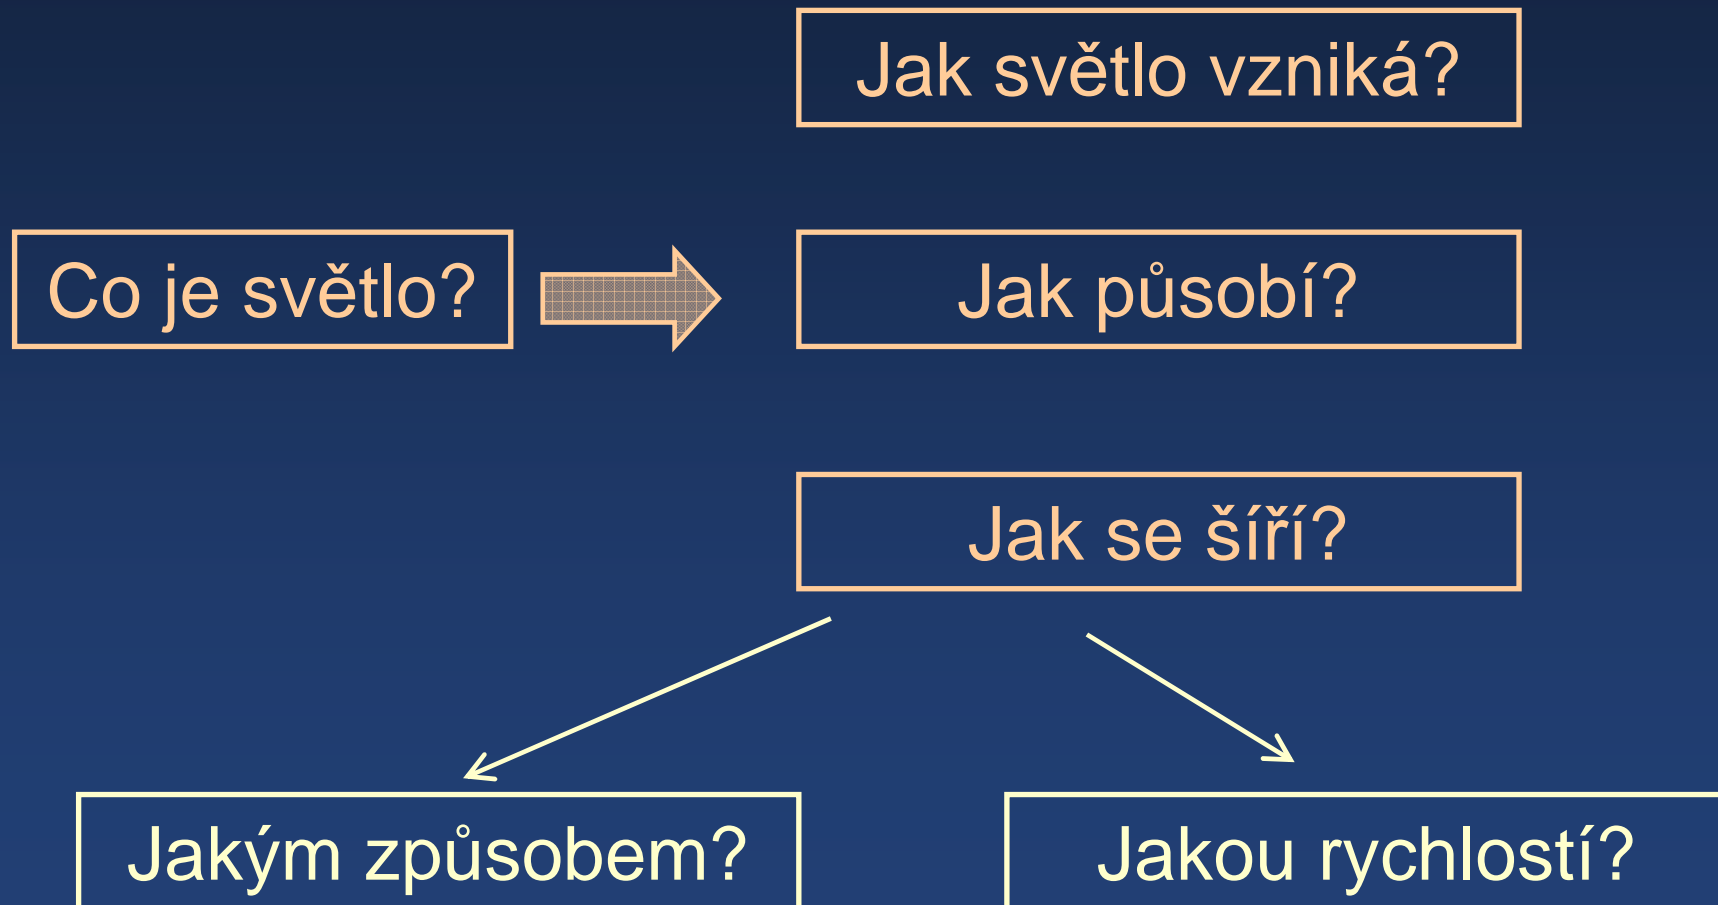 Jak světlo vzniká?
Co je světlo?
Jak působí?
Jak se šíří?
Jakým způsobem?
Jakou rychlostí?